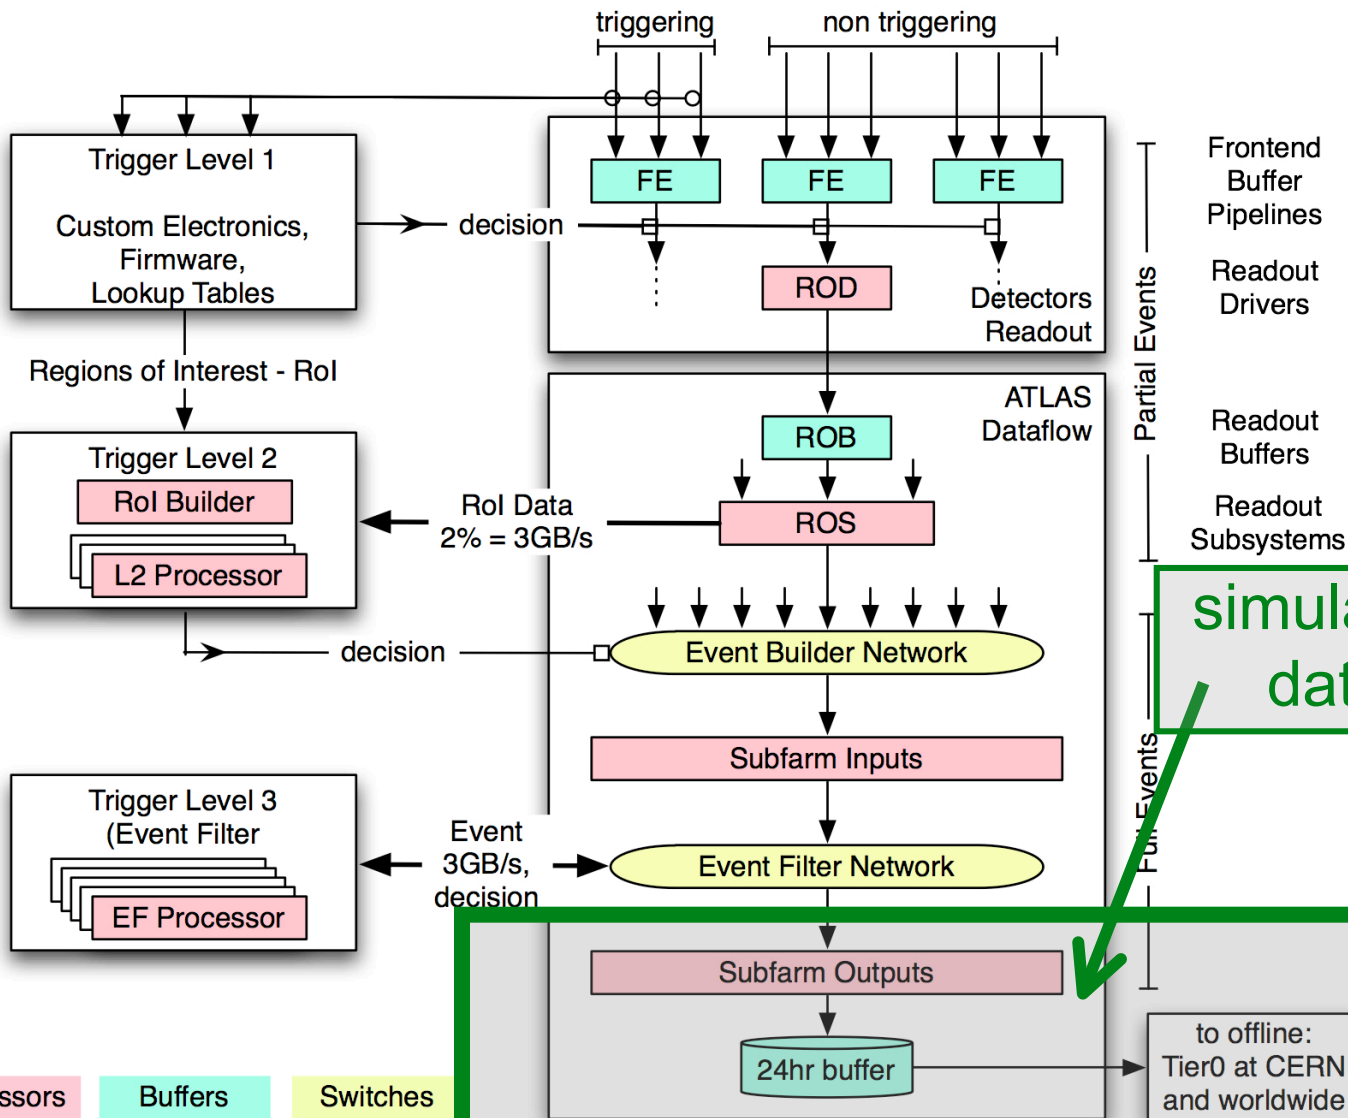 triggering
non triggering
Trigger Level 1
Custom Electronics,
Firmware,
Lookup Tables
decision
FE
FE
FE
ROD
Detectors
Readout
Frontend
Buffer
Pipelines
Readout
Drivers
Partial Events
Regions of Interest - RoI
ATLAS
Dataflow
ROB
Readout
Buffers
Trigger Level 2
RoI Builder
L2 Processor
RoI Data
2% = 3GB/s
ROS
Readout
Subsystems
decision
Event Builder Network
Subfarm Inputs
Full Events
Trigger Level 3
(Event Filter
EF Processor
Event
3GB/s,
decision
Event Filter Network
Subfarm Outputs
24hr buffer
to offline:
Tier0 at CERN
and worldwide
Buffers
Switches